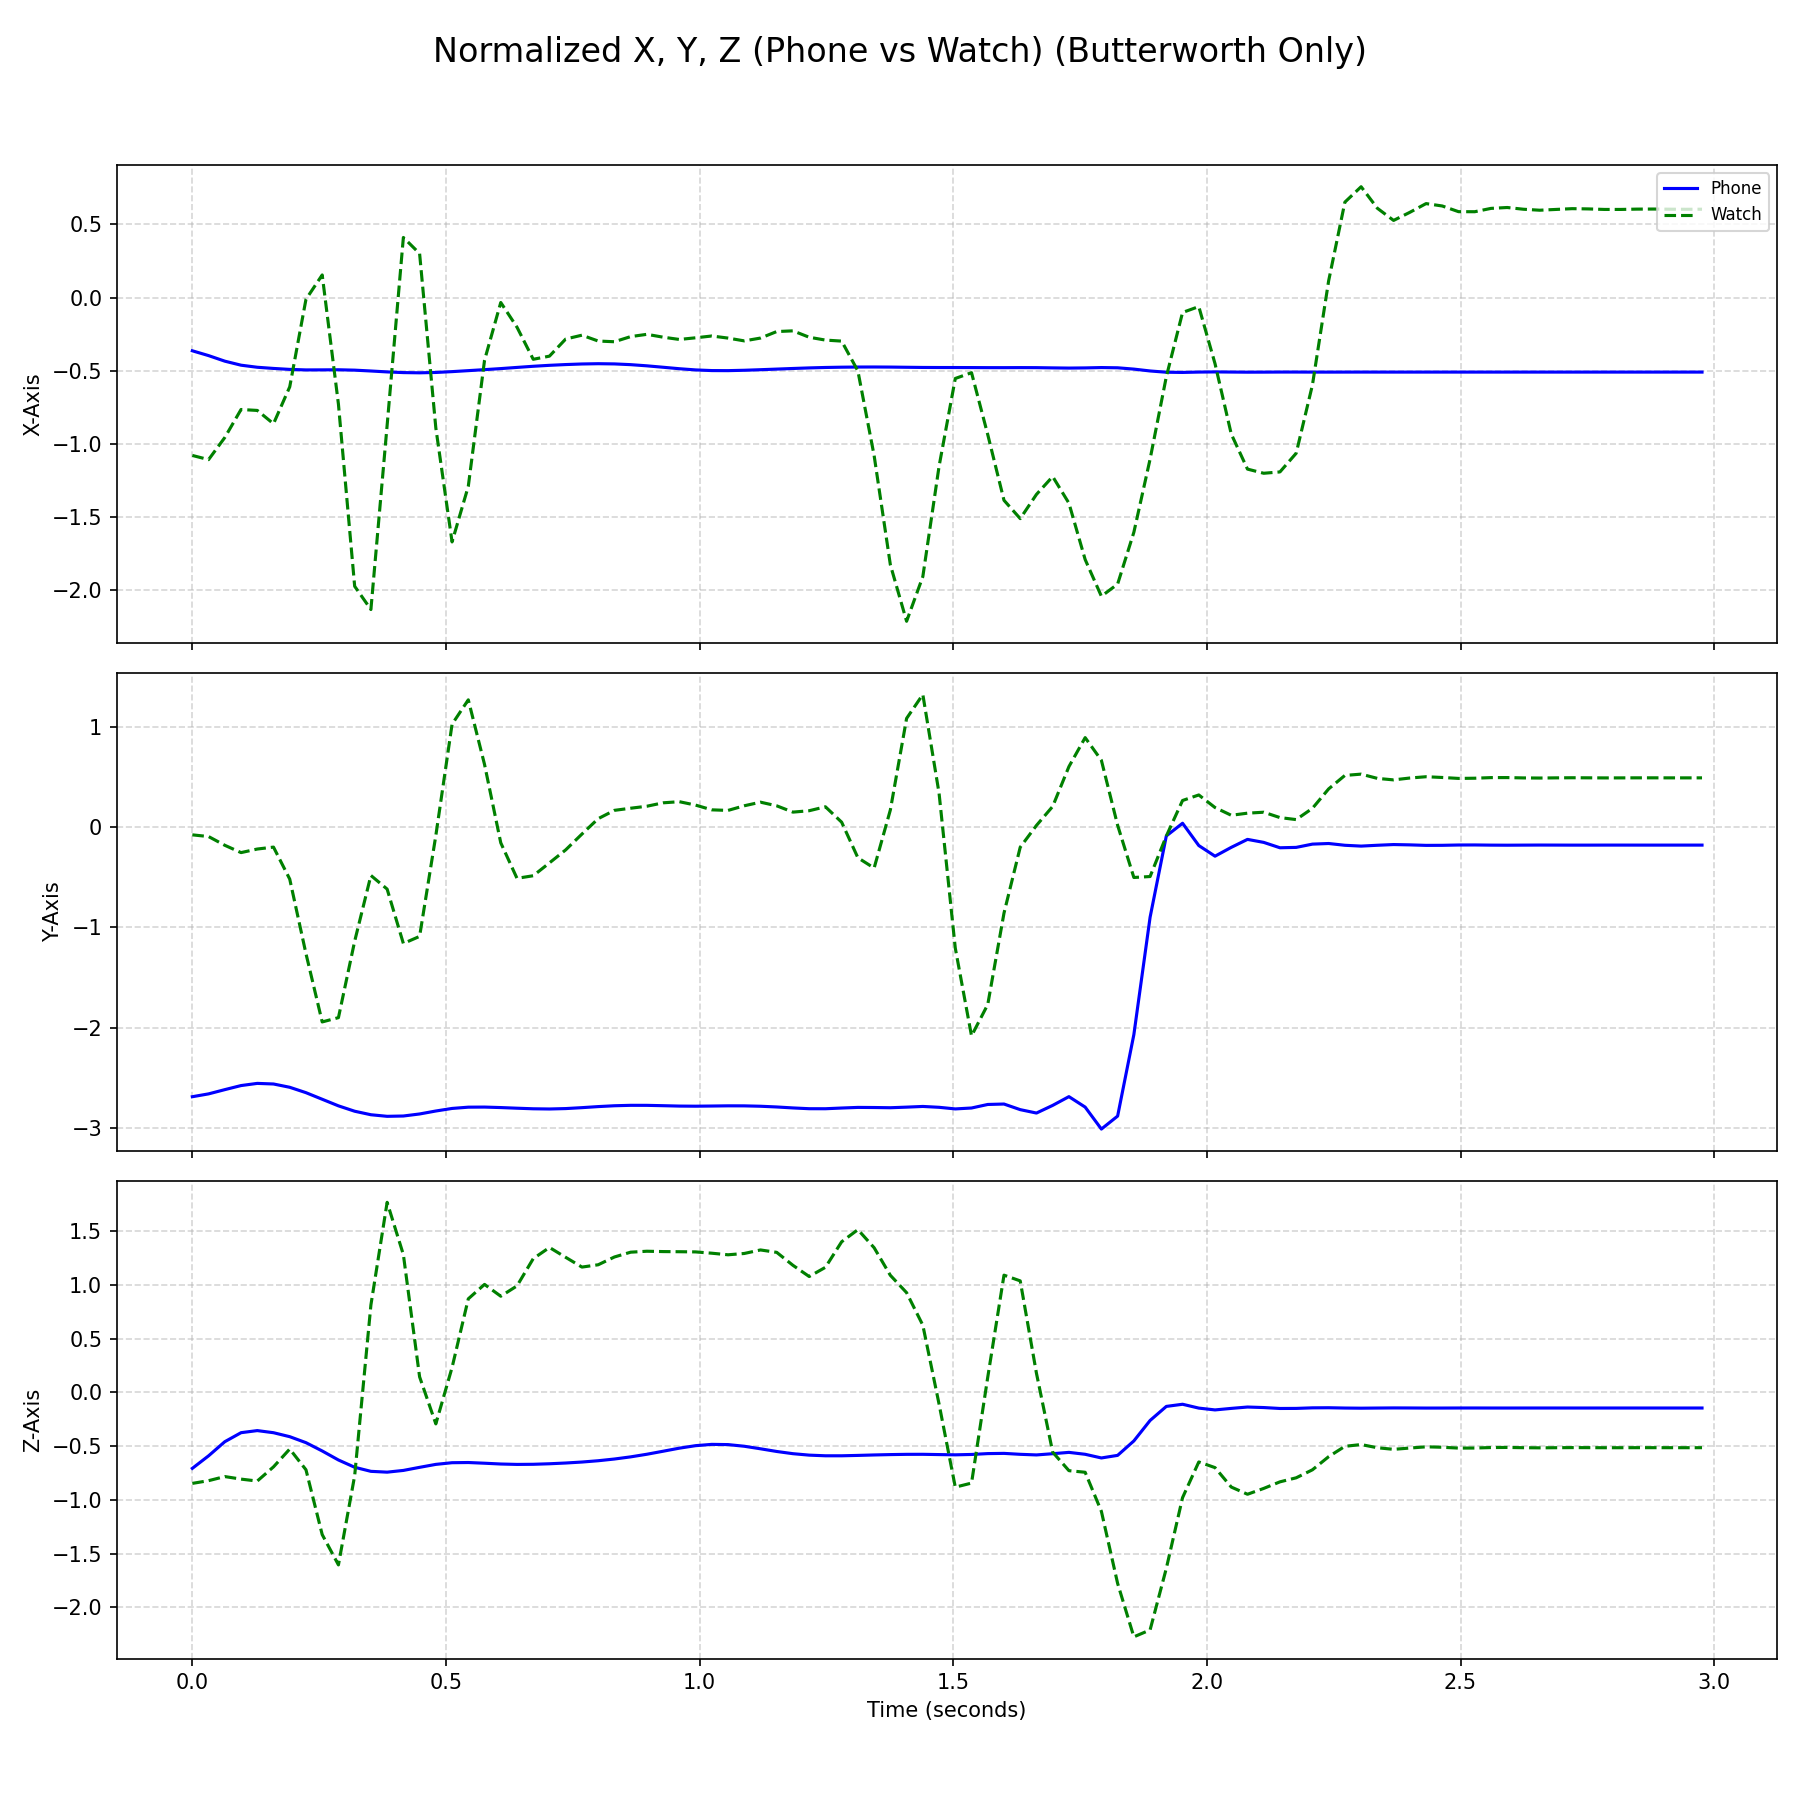 Normalized X, Y, Z (Phone vs Watch) (Butterworth Only)
Phone
Watch
X-Axis
0.5
0.0
−0.5
−1.0
−1.5
−2.0
Y-Axis
1
0
−1
−2
−3
Z-Axis
1.5
1.0
0.5
0.0
−0.5
−1.0
−1.5
−2.0
0.0 0.5 1.0 1.5 2.0 2.5 3.0
Time (seconds)